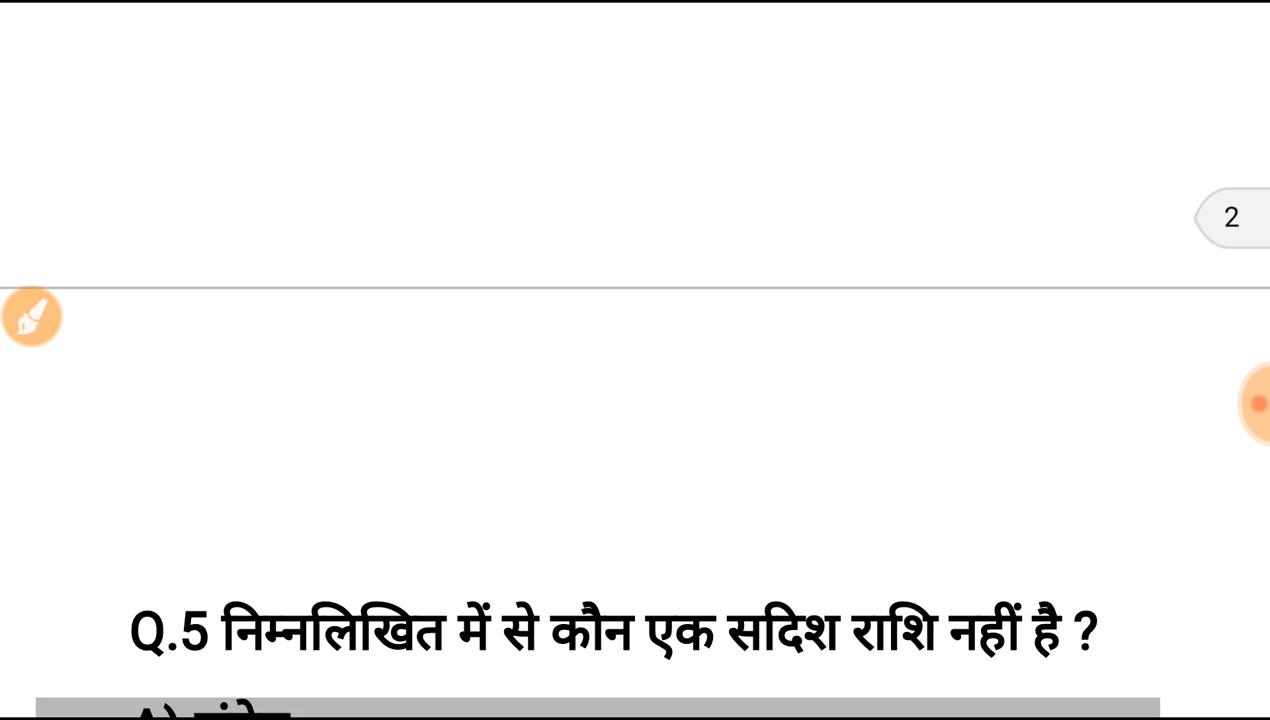 2
Q.5 निम्नलिखित में से कौन एक सदिश राशि नहीं है ?